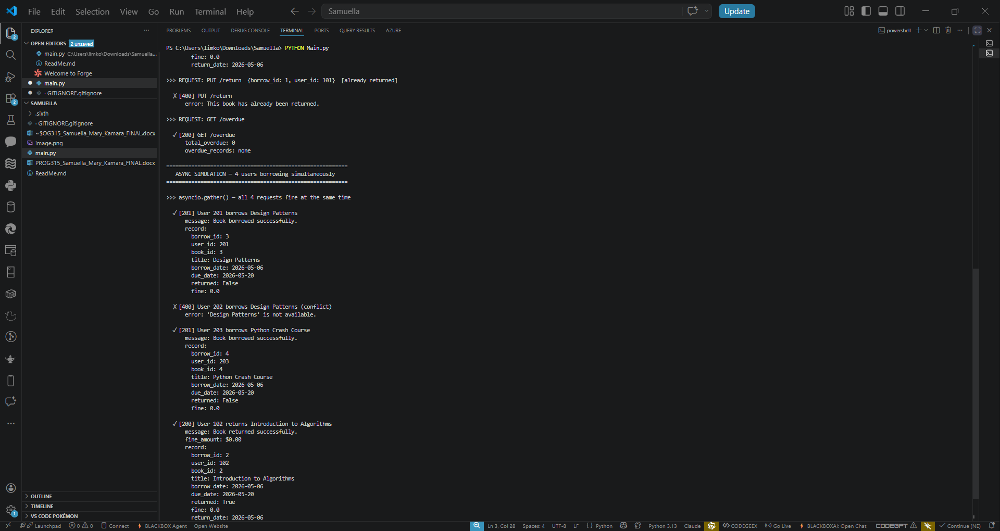 File Edit Selection View Go Run Terminal Help
Samuella
Update
EXPLORER
OPEN EDITORS 2 unsaved
main.py C:\Users\limko\Downloads\Samuella...
ReadMe.md
Welcome to Forge
main.py
· GITIGNORE.gitignore
SAMUELLA
.sixth
· GITIGNORE.gitignore
~$OG315_Samuella_Mary_Kamara_FINAL.docx
image.png
main.py
PROG315_Samuella_Mary_Kamara_FINAL.docx
ReadMe.md
OUTLINE
TIMELINE
VS CODE POKÉMON
PROBLEMS OUTPUT DEBUG CONSOLE TERMINAL PORTS QUERY RESULTS AZURE
powershell
PS C:\Users\limko\Downloads\Samuella> PYTHON Main.py
fine: 0.0
return_date: 2026-05-06
>>> REQUEST: PUT /return {borrow_id: 1, user_id: 101} [already returned]
✗ [400] PUT /return
error: This book has already been returned.
>>> REQUEST: GET /overdue
✓ [200] GET /overdue
total_overdue: 0
overdue_records: none
==========================================================
ASYNC SIMULATION — 4 users borrowing simultaneously
==========================================================
>>> asyncio.gather() — all 4 requests fire at the same time
✓ [201] User 201 borrows Design Patterns
message: Book borrowed successfully.
record:
borrow_id: 3
user_id: 201
book_id: 3
title: Design Patterns
borrow_date: 2026-05-06
due_date: 2026-05-20
returned: False
fine: 0.0
✗ [400] User 202 borrows Design Patterns (conflict)
error: 'Design Patterns' is not available.
✓ [201] User 203 borrows Python Crash Course
message: Book borrowed successfully.
record:
borrow_id: 4
user_id: 203
book_id: 4
title: Python Crash Course
borrow_date: 2026-05-06
due_date: 2026-05-20
returned: False
fine: 0.0
✓ [200] User 102 returns Introduction to Algorithms
message: Book returned successfully.
fine_amount: $0.00
record:
borrow_id: 2
user_id: 102
book_id: 2
title: Introduction to Algorithms
borrow_date: 2026-05-06
due_date: 2026-05-20
returned: True
fine: 0.0
return_date: 2026-05-06
Launchpad 0 0 Connect BLACKBOX Agent Open Website Ln 3, Col 28 Spaces: 4 UTF-8 LF { } Python Python 3.13 Claude CODEGEEX Go Live BLACKBOXAI: Open Chat CODEGPT Continue (NE)